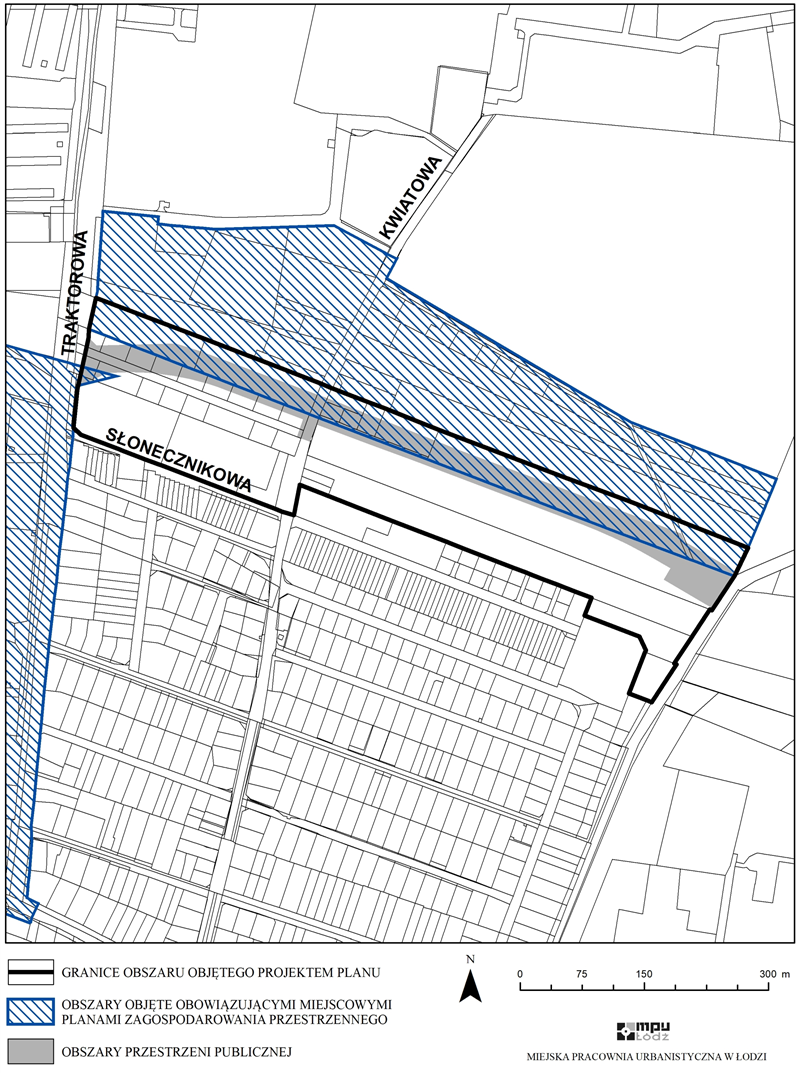 KWIATOWA
TRAKTOROWA
SŁONECZNIKOWA
GRANICE OBSZARU OBJĘTEGO PROJEKTEM PLANU
OBSZARY OBJĘTE OBOWIĄZUJĄCYMI MIEJSCOWYMI
PLANAMI ZAGOSPODAROWANIA PRZESTRZENNEGO
OBSZARY PRZESTRZENI PUBLICZNEJ
N
0 75 150 300 m
mpu
Łódź
MIEJSKA PRACOWNIA URBANISTYCZNA W ŁODZI